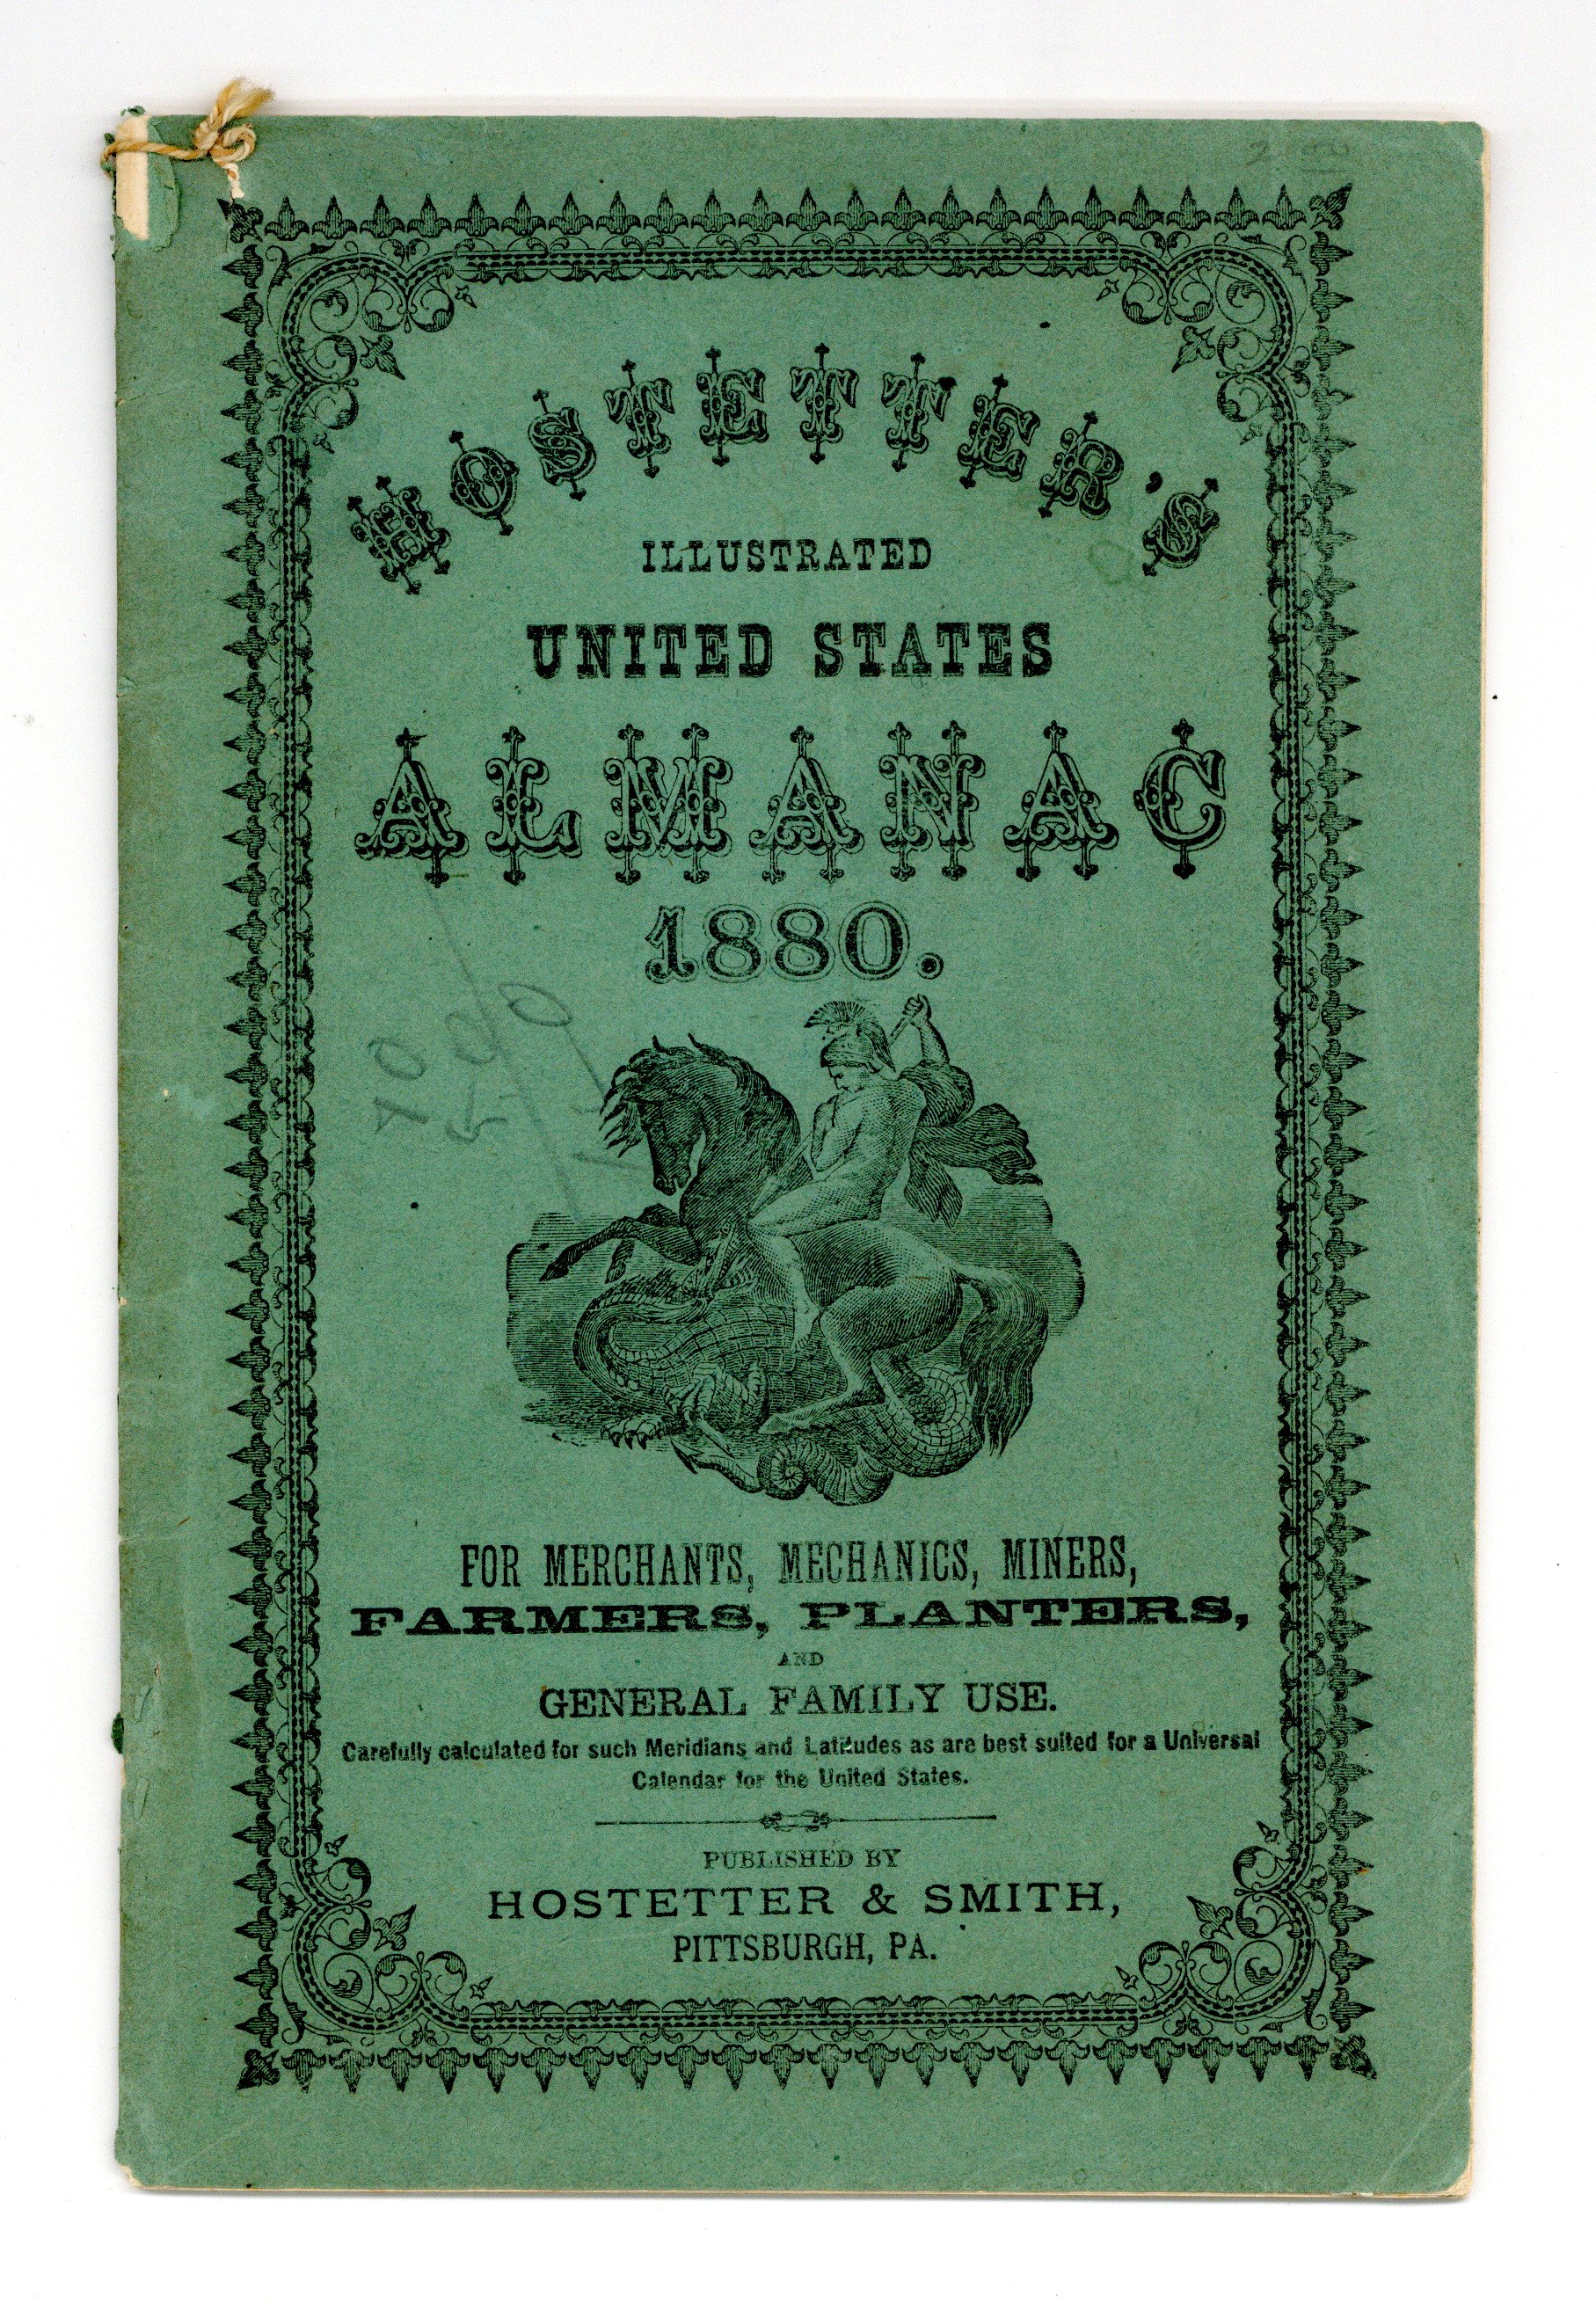 HOSTETTER'S
ILLUSTRATED
UNITED STATES
ALMANAC
1880.
FOR MERCHANTS, MECHANICS, MINERS,
FARMERS, PLANTERS,
AND
GENERAL FAMILY USE.
Carefully calculated for such Meridians and Latitudes as are best suited for a Universal
Calendar for the United States.
PUBLISHED BY
HOSTETTER & SMITH,
PITTSBURGH, PA.